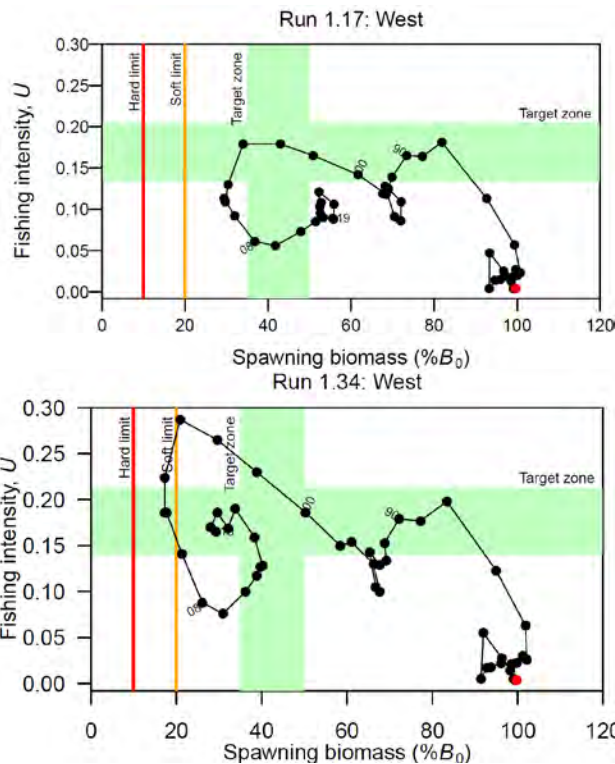 Run 1.17: West
Fishing intensity, U
0.30
0.25
0.20
0.15
0.10
0.05
0.00
Hard limit
Soft limit
Target zone
Target zone
90
00
08
19
0 20 40 60 80 100 120
Spawning biomass (%B₀)
Run 1.34: West
Fishing intensity, U
0.30
0.25
0.20
0.15
0.10
0.05
0.00
Hard limit
Soft limit
Target zone
Target zone
90
00
08
0 20 40 60 80 100 120
Spawning biomass (%B₀)